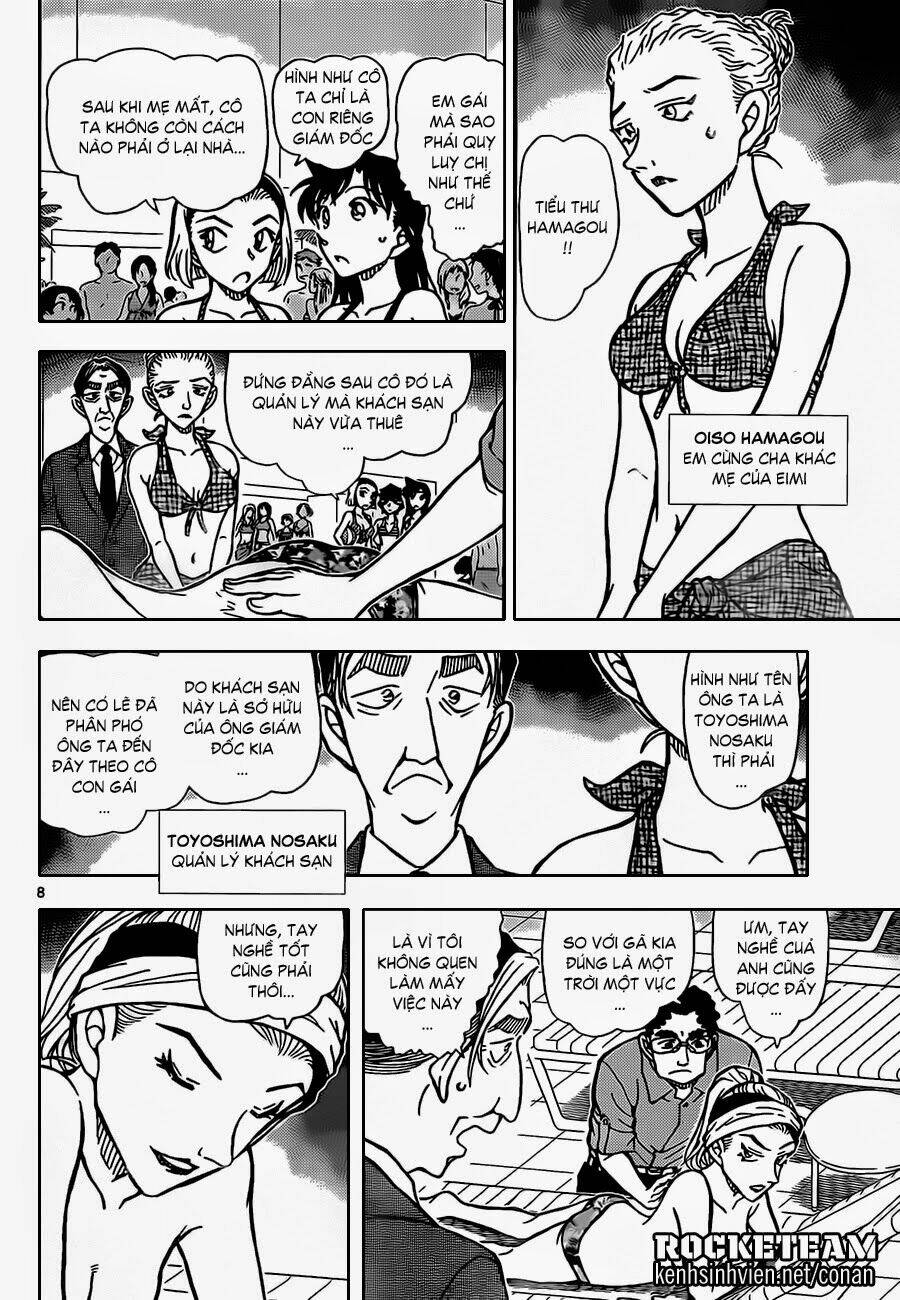 EM GÁI
MÀ SAO
PHẢI QUỴ
LUỴ CHỊ
NHƯ THẾ
CHỨ
...
HÌNH NHƯ CÔ
TA CHỈ LÀ
CON RIÊNG
GIÁM ĐỐC
SAU KHI MẸ MẤT, CÔ
TA KHÔNG CÒN CÁCH
NÀO PHẢI Ở LẠI NHÀ...
TIỂU THƯ
HAMAGOU
!!
OISO HAMAGOU
EM CÙNG CHA KHÁC
MẸ CỦA EIMI
ĐỨNG ĐẰNG SAU CÔ ĐÓ LÀ
QUẢN LÝ MÀ KHÁCH SẠN
NÀY VỪA THUÊ
...
HÌNH NHƯ TÊN
ÔNG TA LÀ
TOYOSHIMA
NOSAKU
THÌ PHẢI
...
DO KHÁCH SẠN
NÀY LÀ SỞ HỮU
CỦA ÔNG GIÁM
ĐỐC KIA
...
NÊN CÓ LẼ ĐÃ
PHÂN PHÓ
ÔNG TA ĐẾN
ĐÂY THEO CÔ
CON GÁI
...
TOYOSHIMA NOSAKU
QUẢN LÝ KHÁCH SẠN
8
ƯM, TAY
NGHỀ CUẢ
ANH CŨNG
ĐƯỢC ĐẤY
...
SO VỚI GÃ KIA
ĐÚNG LÀ MỘT
TRỜI MỘT VỰC
...
LÀ VÌ TÔI
KHÔNG QUEN
LÀM MẤY
VIỆC NÀY
...
NHƯNG, TAY
NGHỀ TỐT
CŨNG PHẢI
THÔI...
ROCKETEAM
kenhsinhvien.net/conan